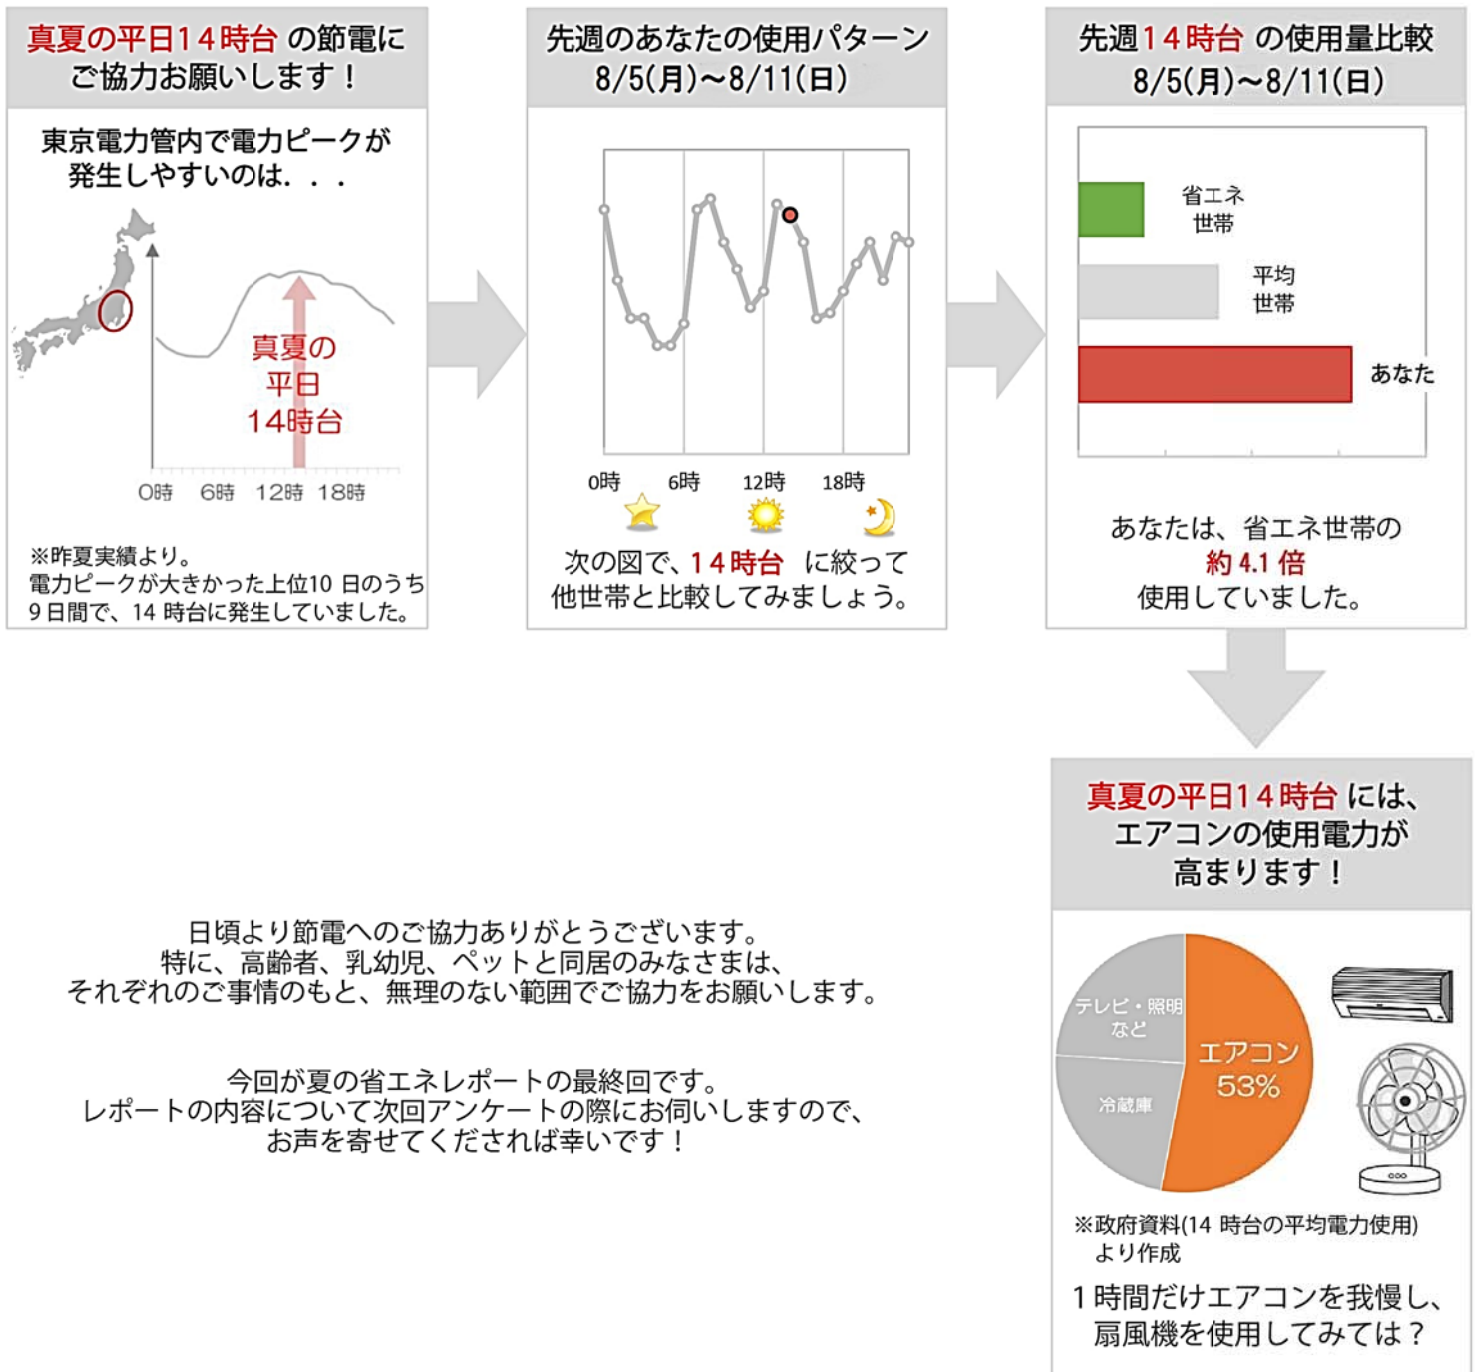 真夏の平日14時台 の節電に
ご協力お願いします！
東京電力管内で電力ピークが
発生しやすいのは．．．
真夏の
平日
14時台
0時 6時 12時 18時
※昨夏実績より。
電力ピークが大きかった上位10 日のうち
9日間で、14 時台に発生していました。
先週のあなたの使用パターン
8/5(月)～8/11(日)
0時 6時 12時 18時
次の図で、14時台 に絞って
他世帯と比較してみましょう。
先週14時台 の使用量比較
8/5(月)～8/11(日)
省エネ
世帯
平均
世帯
あなた
あなたは、省エネ世帯の
約 4.1 倍
使用していました。
真夏の平日14時台 には、
エアコンの使用電力が
高まります！
テレビ・照明
など
エアコン
53%
冷蔵庫
※政府資料(14 時台の平均電力使用)
より作成
1時間だけエアコンを我慢し、
扇風機を使用してみては？
日頃より節電へのご協力ありがとうございます。
特に、高齢者、乳幼児、ペットと同居のみなさまは、
それぞれのご事情のもと、無理のない範囲でご協力をお願いします。
今回が夏の省エネレポートの最終回です。
レポートの内容について次回アンケートの際にお伺いしますので、
お声を寄せてくだされば幸いです！